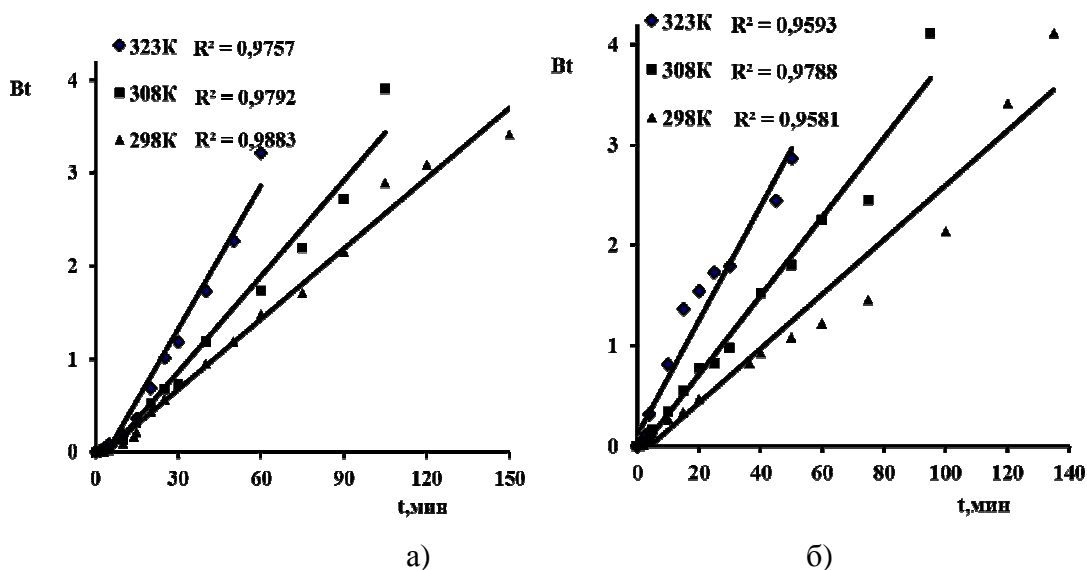 323К R² = 0,9757
Bt
308К R² = 0,9792
298К R² = 0,9883
4
3
2
1
0
0 30 60 90 120 150
t,мин
а)
323К R² = 0,9593
Bt
308К R² = 0,9788
298К R² = 0,9581
4
3
2
1
0
0 20 40 60 80 100 120 140
t,мин
б)